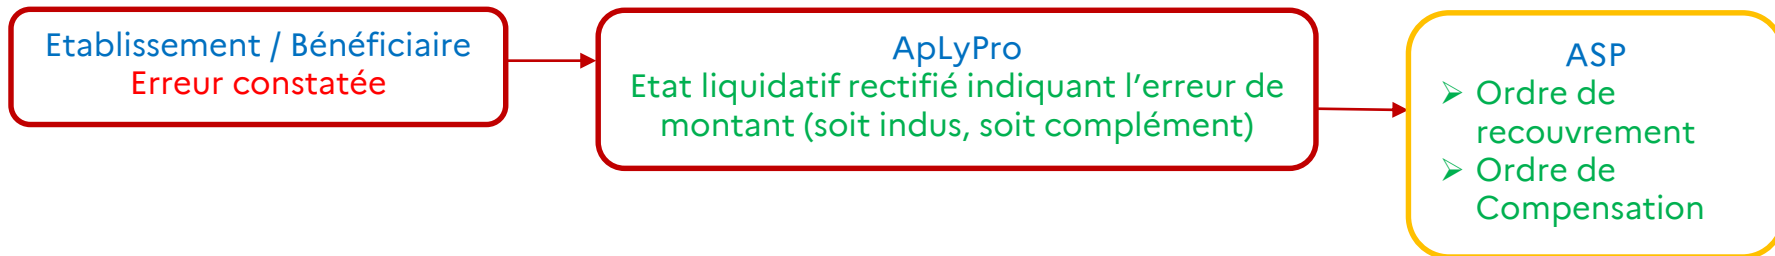 Etablissement / Bénéficiaire
Erreur constatée
ApLyPro
Etat liquidatif rectifié indiquant l’erreur de
montant (soit indus, soit complément)
ASP
➢ Ordre de
recouvrement
➢ Ordre de
Compensation